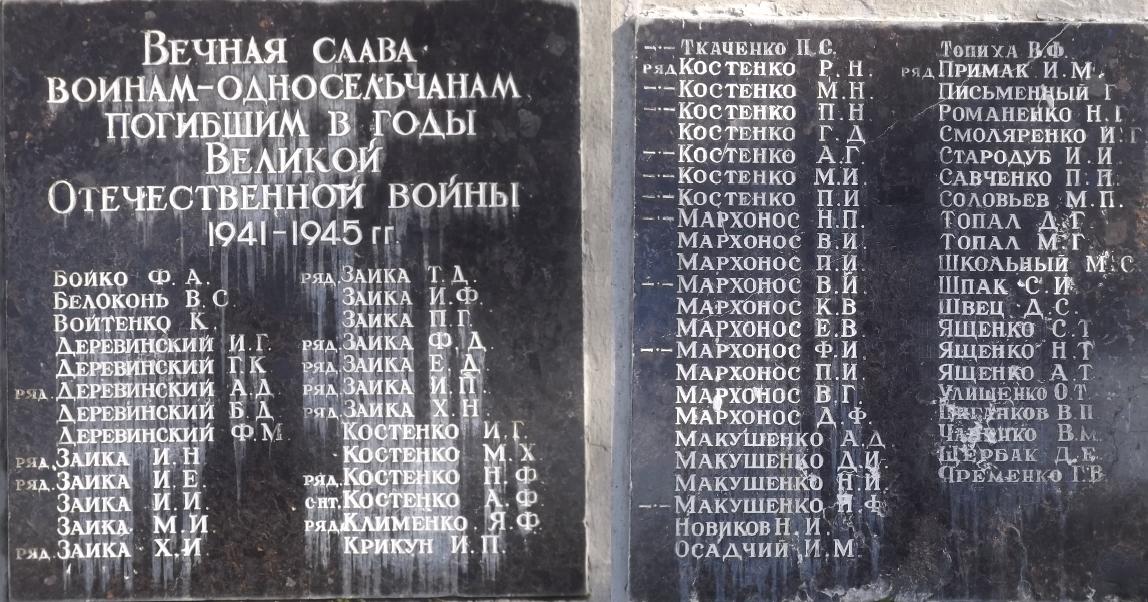 Вечная слава
воинам-односельчанам
погибшим в годы
Великой
Отечественной войны
1941-1945 гг.
Бойко Ф.А.
Белоконь В.С.
Войтенко К.
Деревинский И.Г.
Деревинский Г.К
ряд. Деревинский А.Д
Деревинский Б.Д
Деревинский Ф.М
ряд. Заика И.Н
ряд. Заика И.Е.
Заика И.И
Заика М.И
ряд. Заика Х.И
ряд. Заика Т.Д.
Заика И.Ф.
Заика П.Г.
ряд. Заика Ф.Д.
ряд. Заика Е.Д.
ряд. Заика И.П.
ряд. Заика Х.Н.
Костенко И.Г.
Костенко М.Х
ряд. Костенко Н.Ф
снт. Костенко А.Ф
ряд. Клименко Я.Ф
Крикун И.П.
-"- Ткаченко П.С.
ряд Костенко Р.Н.
-"- Костенко М.Н.
-"- Костенко П.Н
Костенко Г.Д
-"- Костенко А.Г.
-"- Костенко М.И
-"- Костенко П.И
-"- Мархонос Н.П.
Мархонос В.И
Мархонос П.И
-"- Мархонос В.И
Мархонос К.В
Мархонос Е.В
-"- Мархонос Ф.И
Мархонос П.И
Мархонос В.Г.
Мархонос Д.Ф.
Макушенко А.Д
Макушенко Д.И.
Макушенко Н.И.
-"- Макушенко И.Ф
Новиков Н.И.
Осадчий И.М.
Топиха В.Ф.
ряд Примак И.М.
Письменный Г
Романенко Н.Г
Смоляренко И.
Стародуб И.И.
Савченко П.П.
Соловьев М.П.
Топал Д.Г.
Топал М.Г
Школьный М.С
Шпак С.И.
Швец Д.С.
Ященко С.Т
Ященко Н.Т
Ященко А.Т
Улищенко О.Т.
В.П
В.М.
Щербак Д.Е.
Чременко Г.В